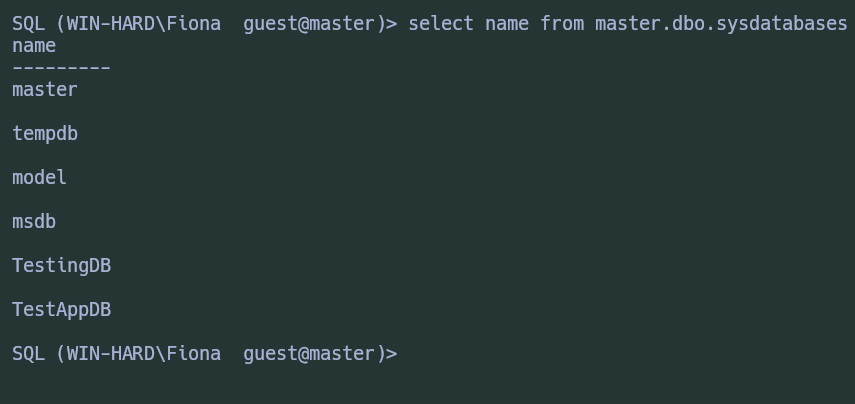 SQL (WIN-HARD\Fiona  guest@master)> select name from master.dbo.sysdatabases
name
---------
master
tempdb
model
msdb
TestingDB
TestAppDB
SQL (WIN-HARD\Fiona  guest@master)>